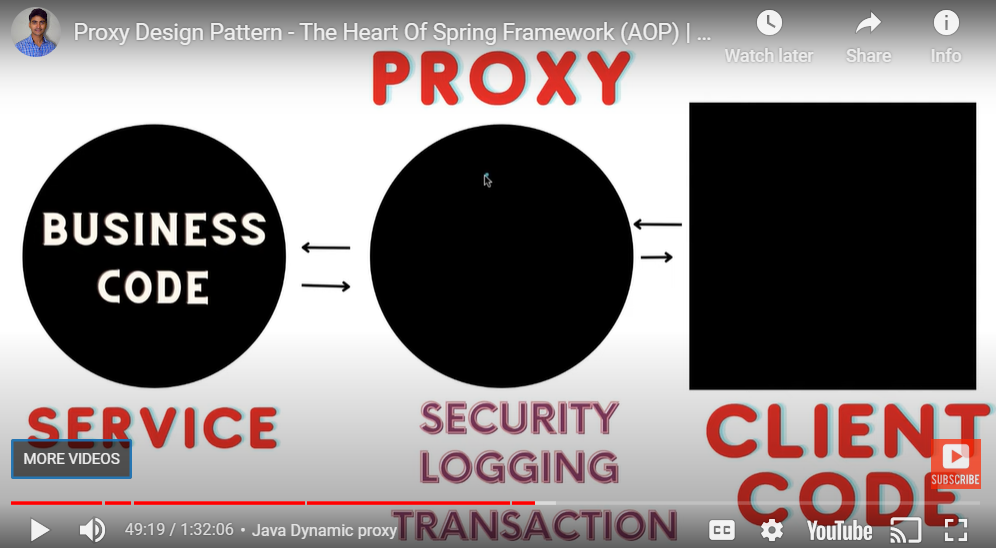 Proxy Design Pattern - The Heart Of Spring Framework (AOP) | ...
Watch later
Share
Info
PROXY
BUSINESS
CODE
SERVICE
SECURITY
LOGGING
TRANSACTION
CLIENT
CODE
MORE VIDEOS
SUBSCRIBE
49:19 / 1:32:06 • Java Dynamic proxy
CC
YouTube